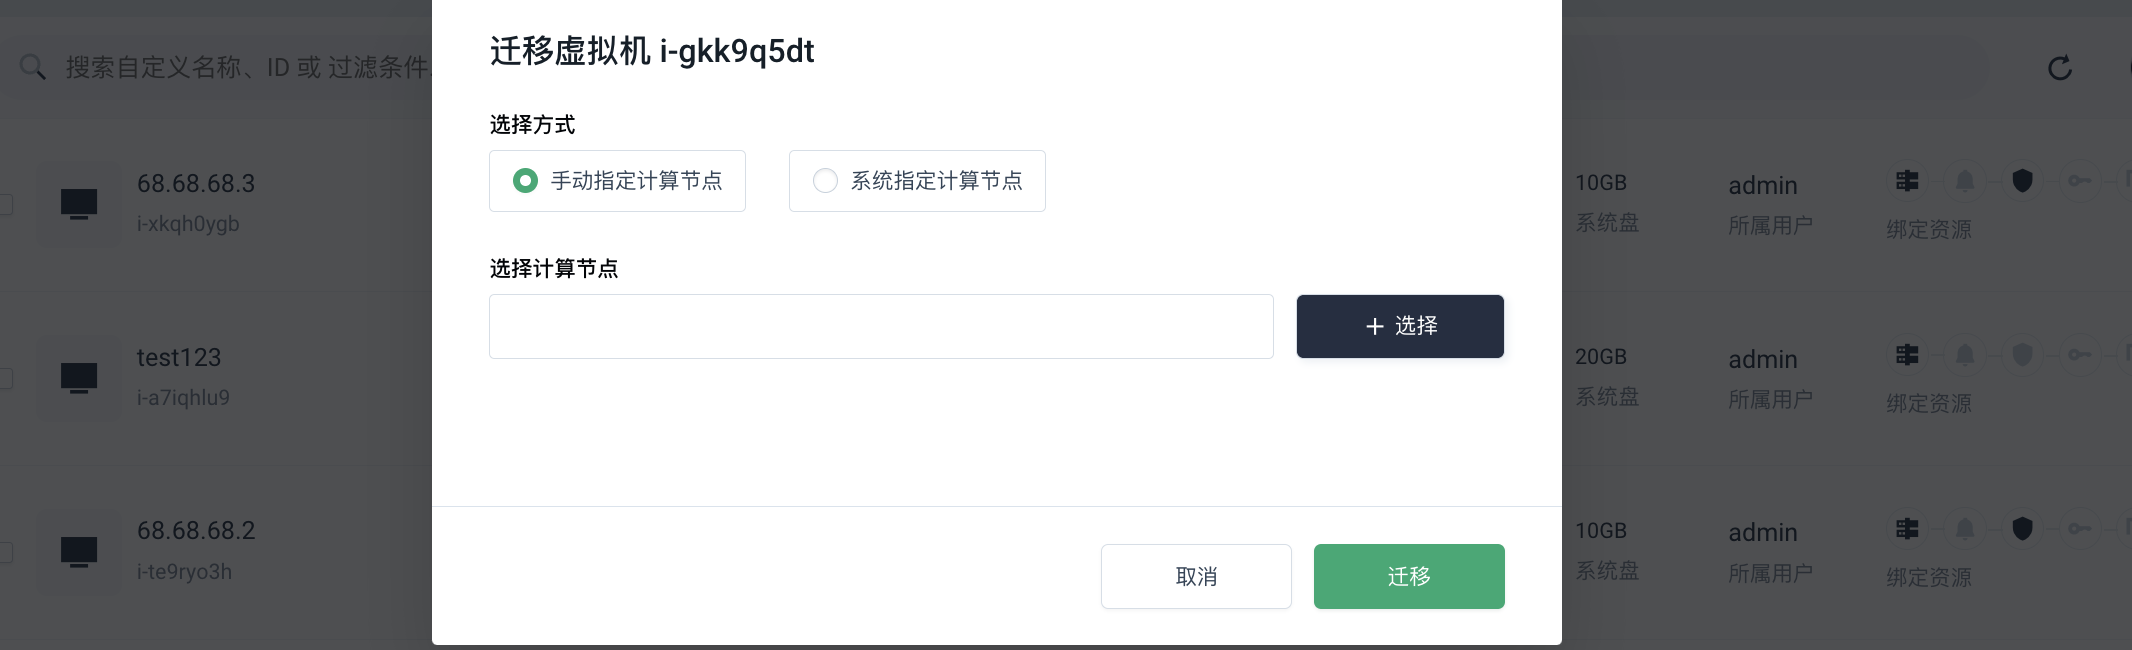 迁移虚拟机 i-gkk9q5dt
搜索自定义名称、ID 或 过滤条件
选择方式
手动指定计算节点
系统指定计算节点
68.68.68.3
i-xkqh0ygb
10GB
系统盘
admin
所属用户
绑定资源
选择计算节点
+ 选择
test123
i-a7iqhlu9
20GB
系统盘
admin
所属用户
绑定资源
68.68.68.2
i-te9ryo3h
10GB
系统盘
admin
所属用户
绑定资源
取消
迁移